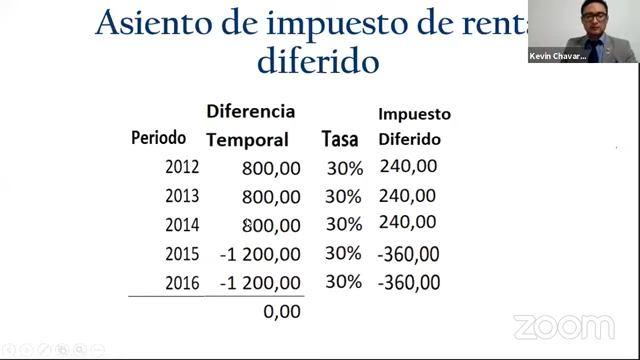 Asiento de impuesto de renta
diferido
Kevin Chavar...
Periodo Diferencia Temporal Tasa Impuesto Diferido
2012 800,00 30% 240,00
2013 800,00 30% 240,00
2014 800,00 30% 240,00
2015 -1 200,00 30% -360,00
2016 -1 200,00 30% -360,00
0,00
zoom